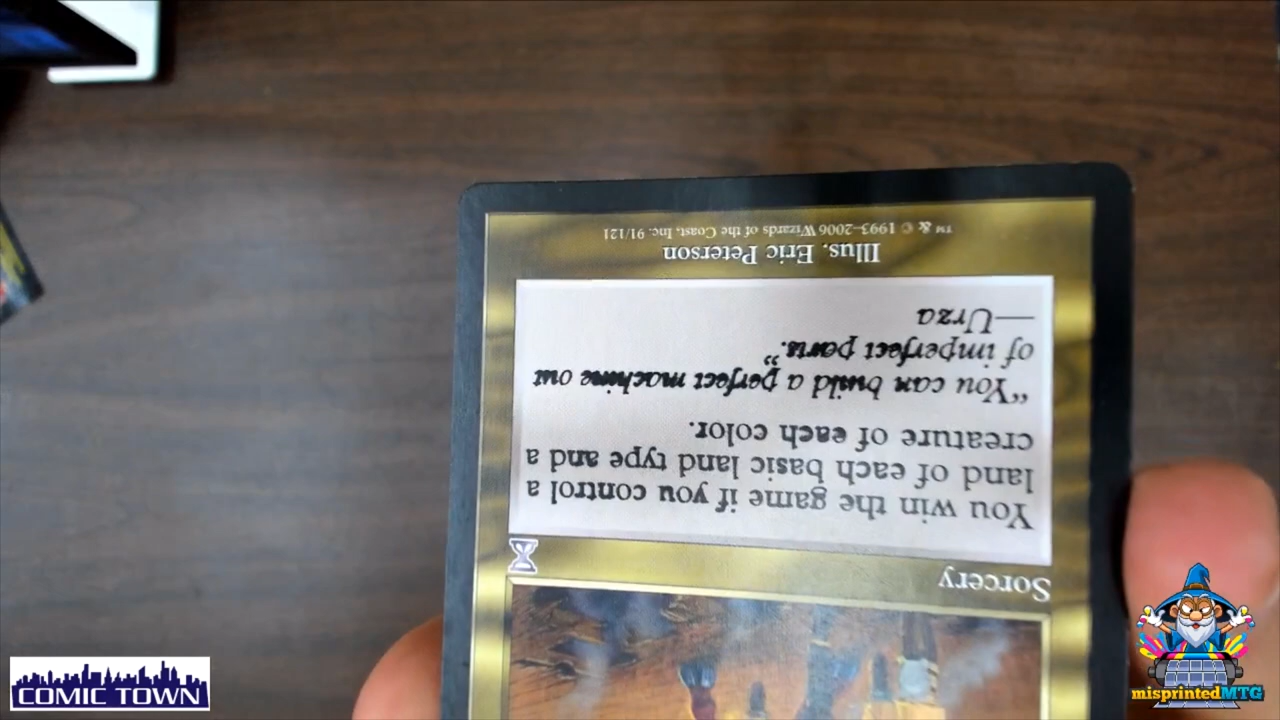 Sorcery
You win the game if you control a
land of each basic land type and a
creature of each color.
“You can build a perfect machine out
of imperfect parts.”
—Urza
Illus. Eric Peterson
™ & © 1993–2006 Wizards of the Coast, Inc. 91/121
COMIC TOWN
misprintedMTG